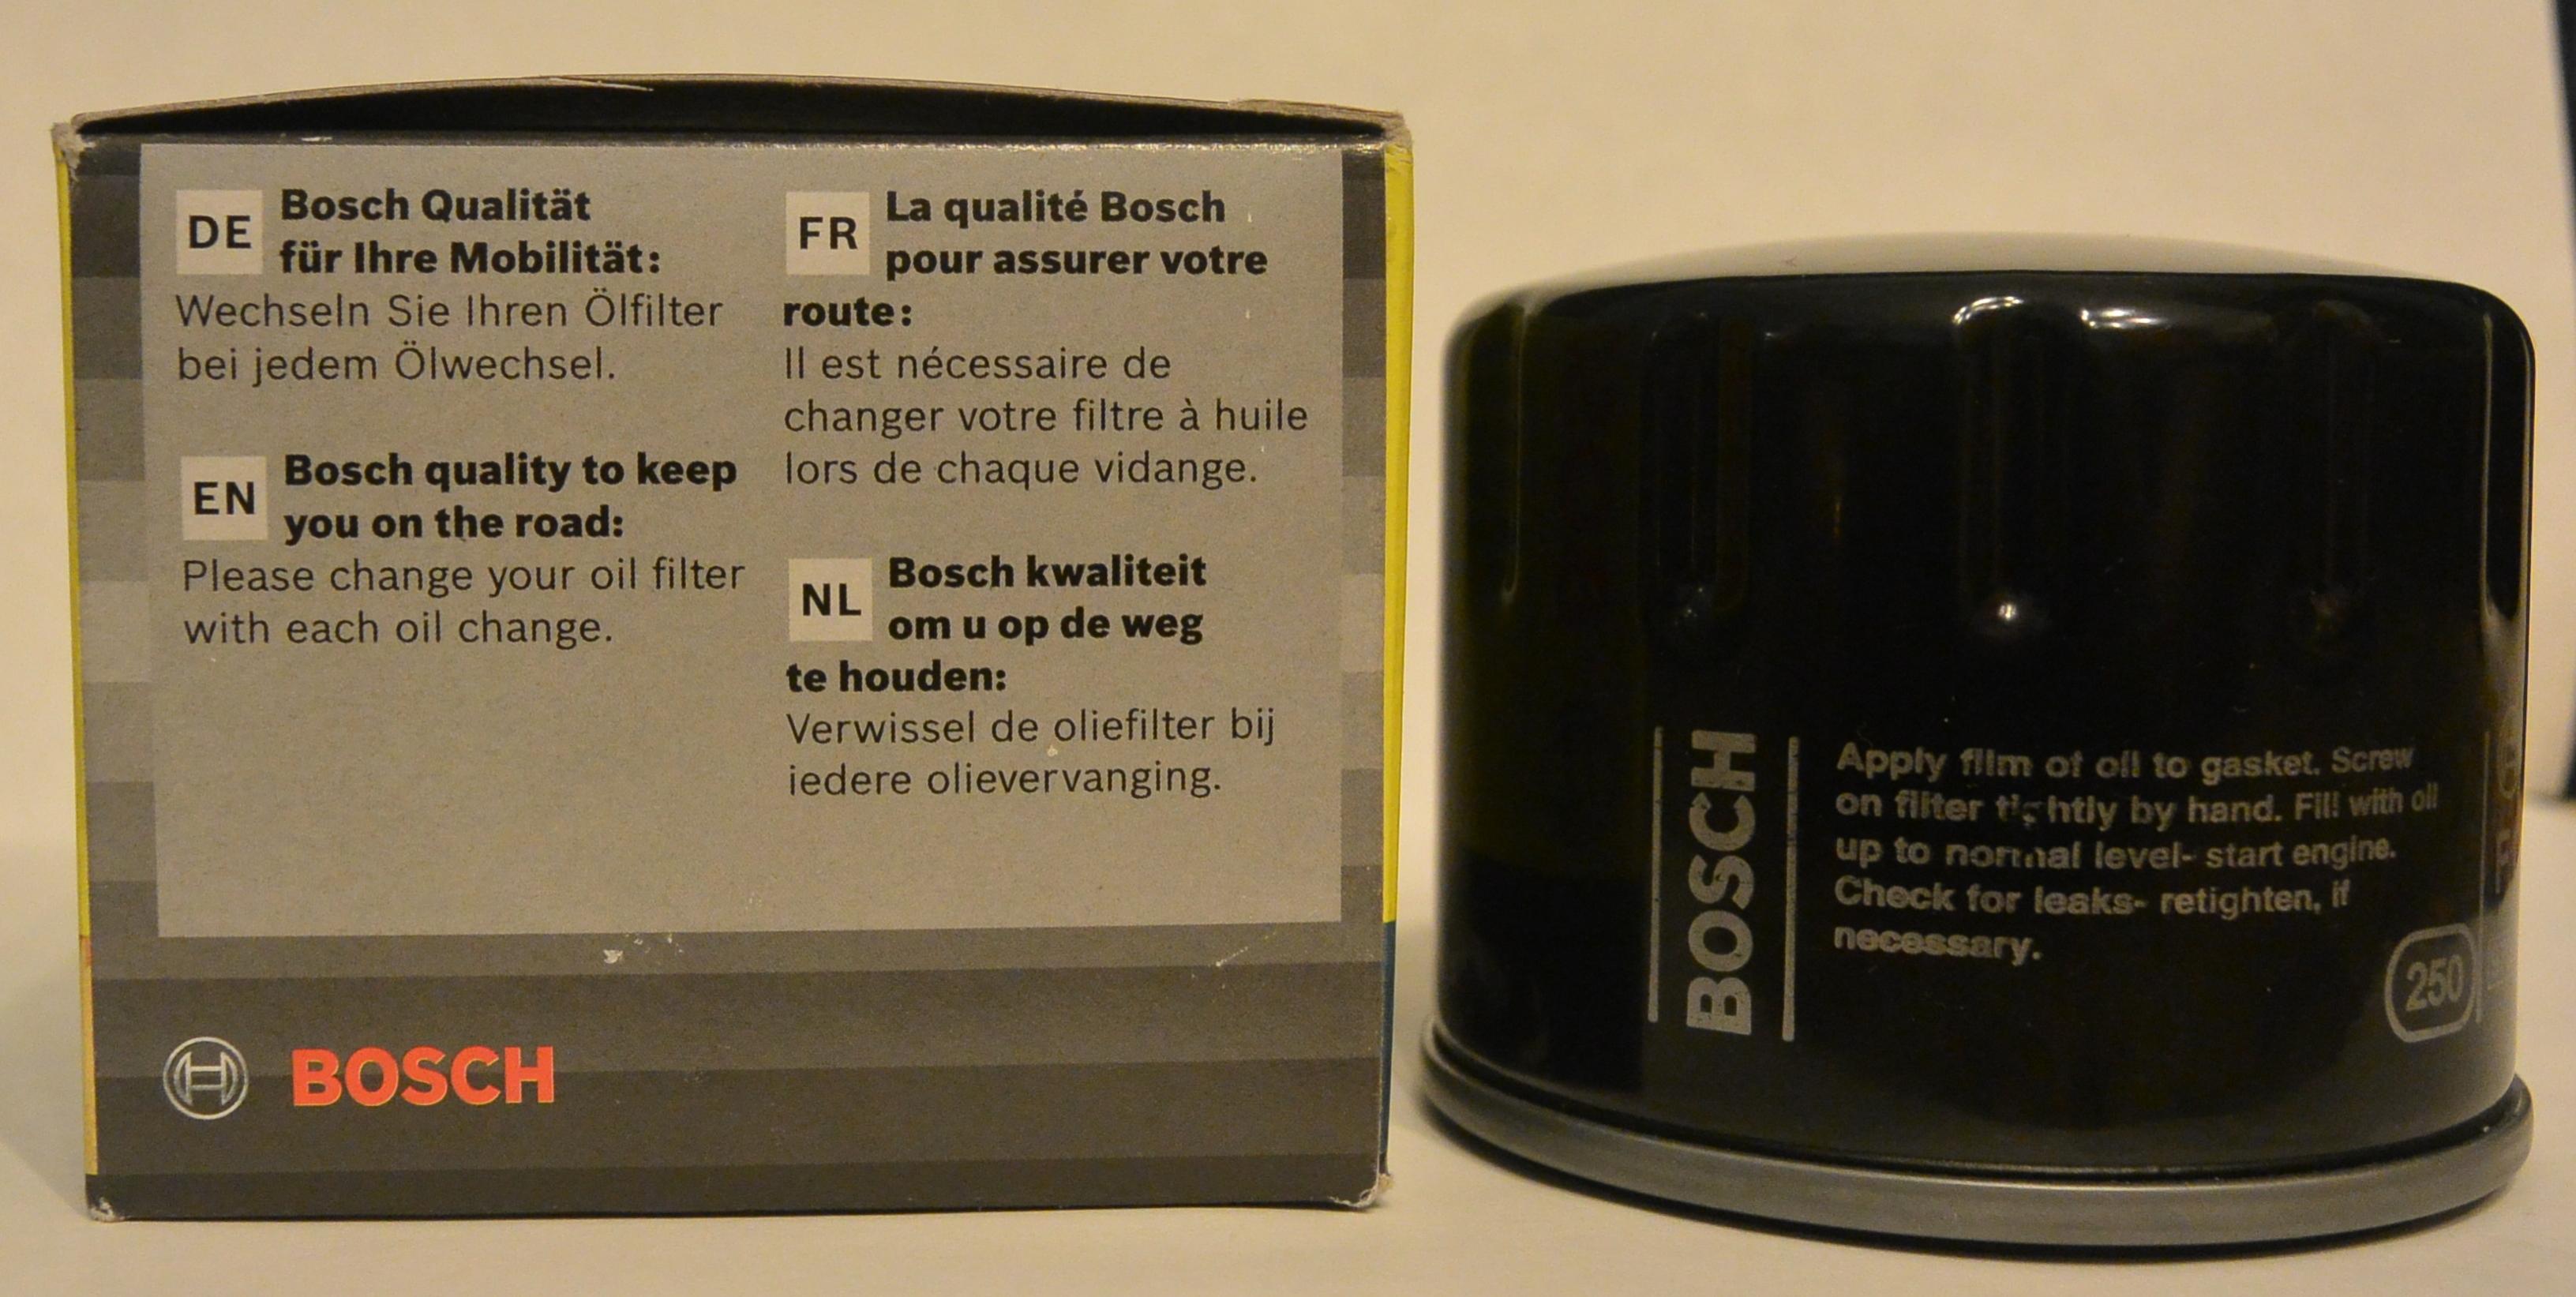 DE
Bosch Qualität
für Ihre Mobilität:
Wechseln Sie Ihren Ölfilter
bei jedem Ölwechsel.
EN
Bosch quality to keep
you on the road:
Please change your oil filter
with each oil change.
FR
La qualité Bosch
pour assurer votre
route:
Il est nécessaire de
changer votre filtre à huile
lors de chaque vidange.
NL
Bosch kwaliteit
om u op de weg
te houden:
Verwissel de oliefilter bij
iedere olievervanging.
BOSCH
BOSCH
Apply film of oil to gasket. Screw
on filter tightly by hand. Fill with oil
up to normal level- start engine.
Check for leaks- retighten, if
necessary.
250